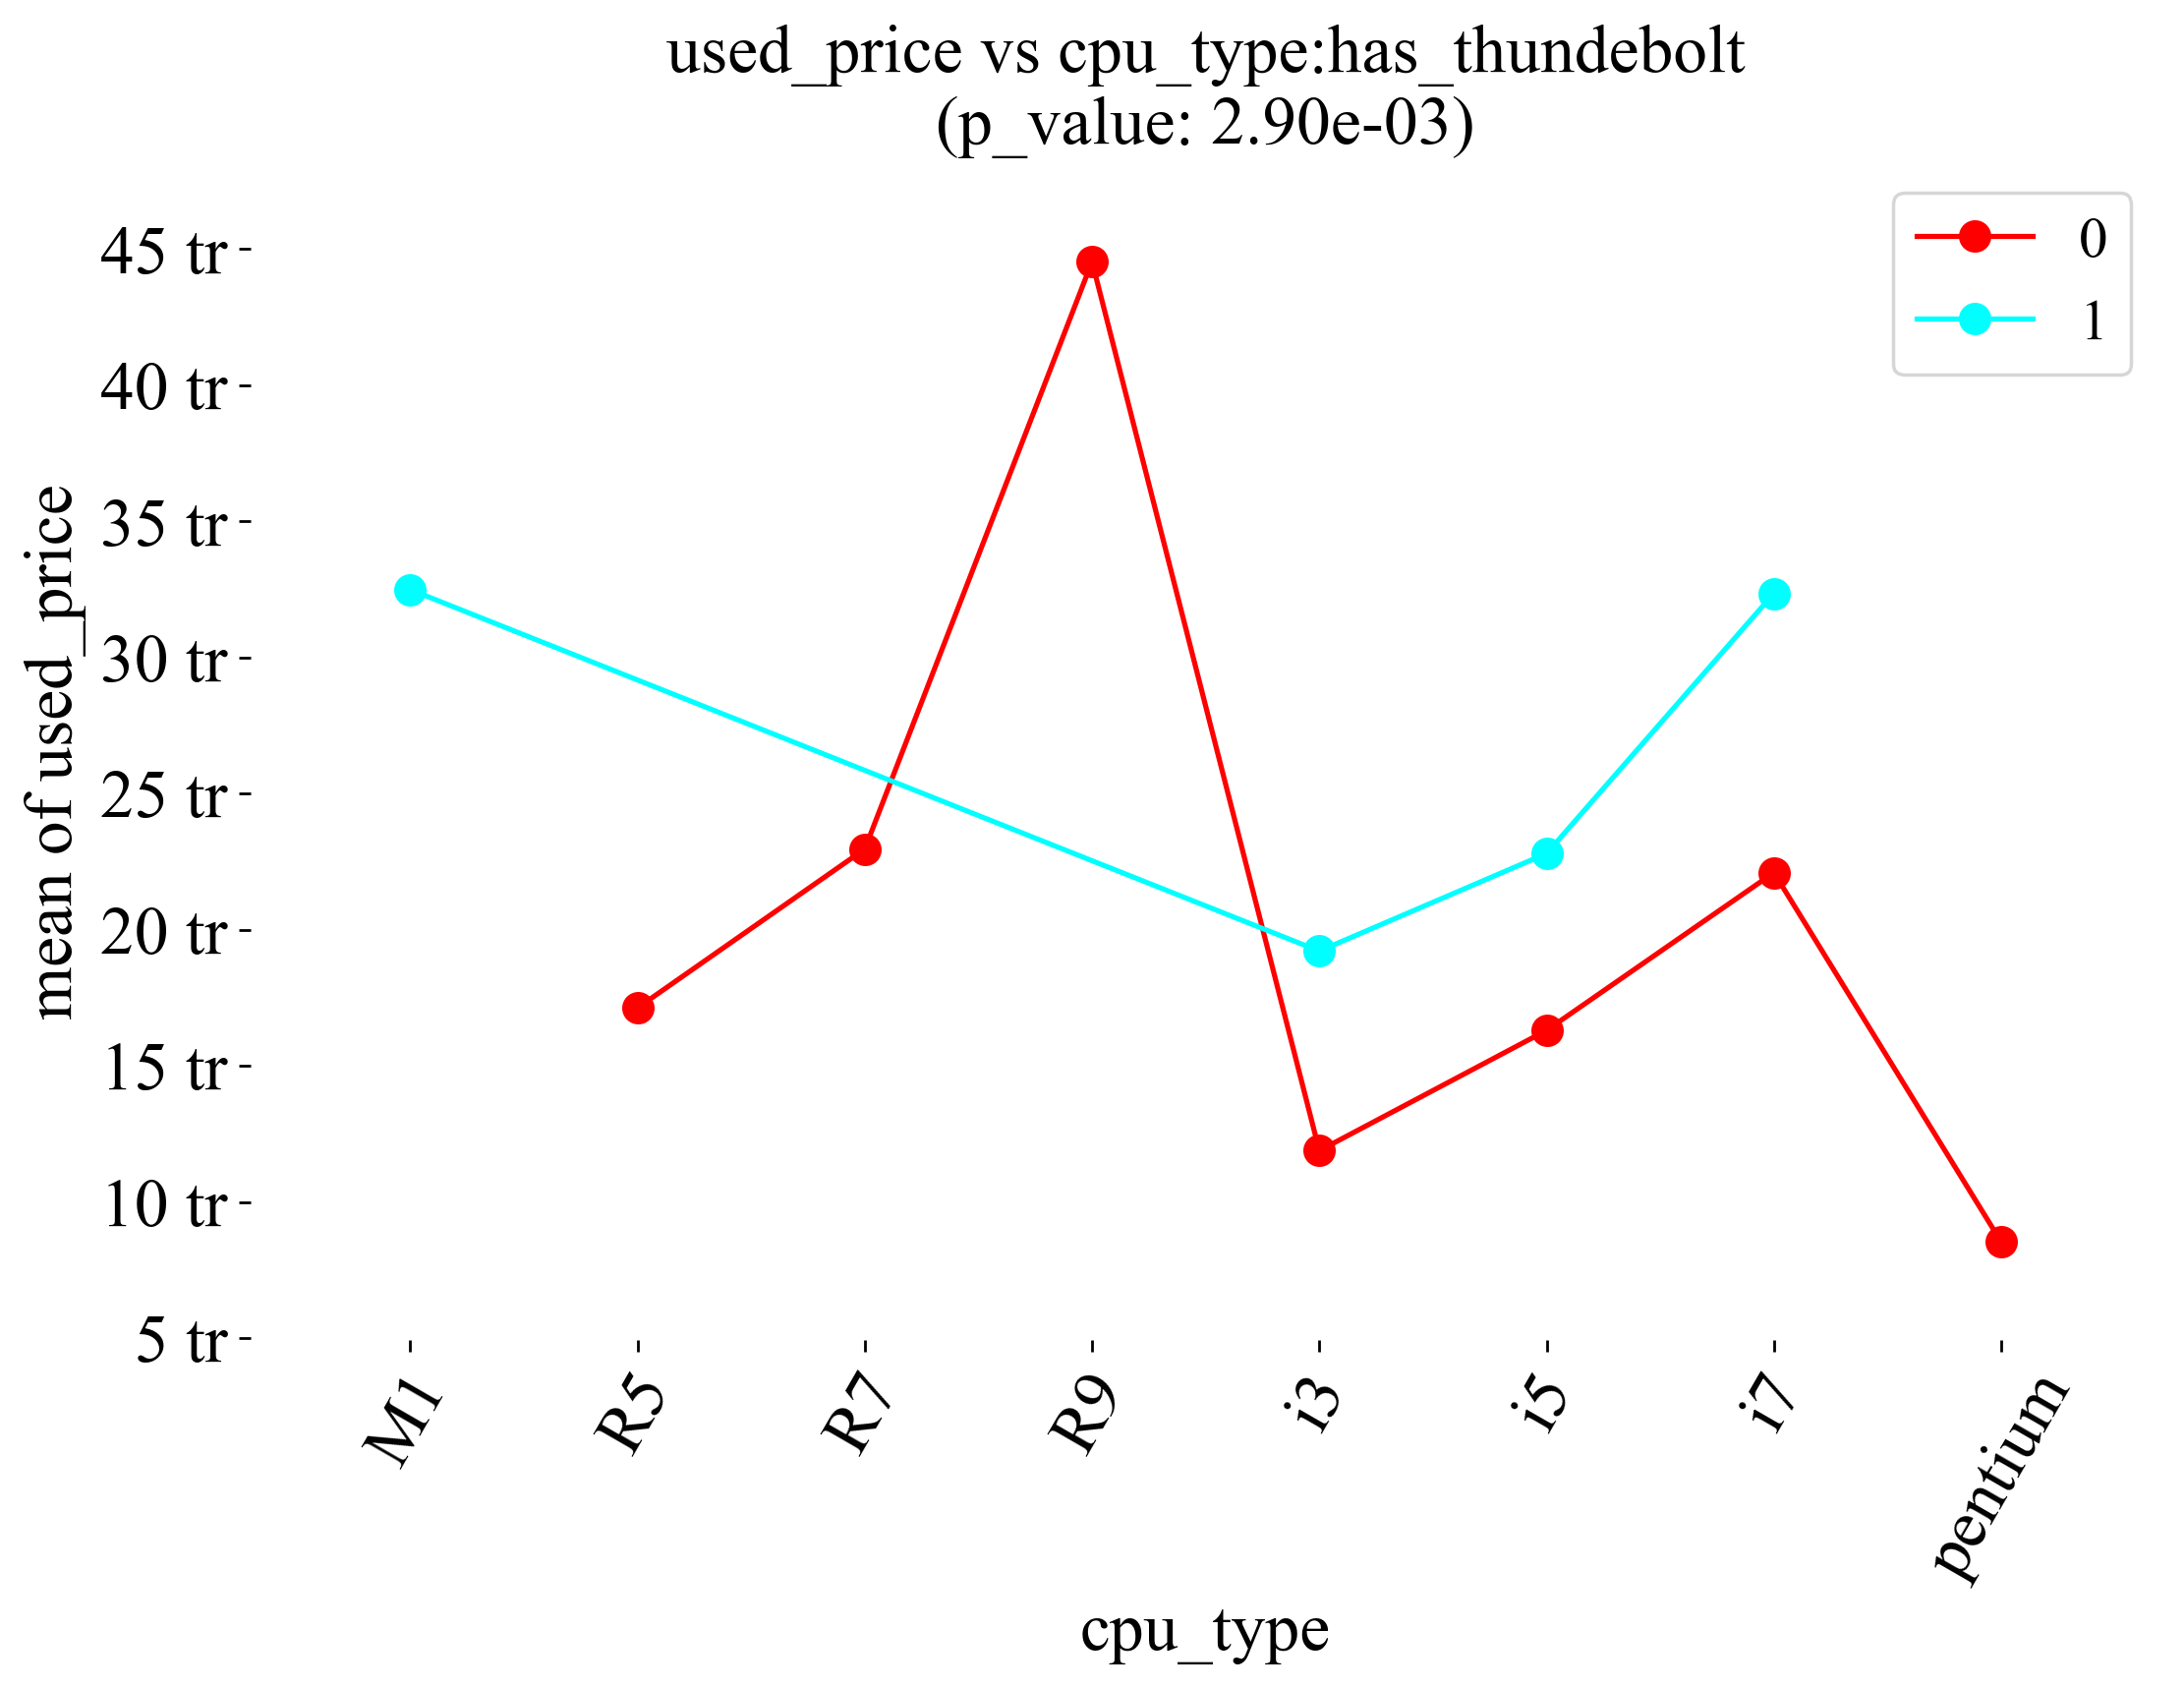 used_price vs cpu_type:has_thundebolt
(p_value: 2.90e-03)
0
1
45 tr
40 tr
35 tr
30 tr
25 tr
20 tr
15 tr
10 tr
5 tr
mean of used_price
M1
R5
R7
R9
i3
i5
i7
pentium
cpu_type